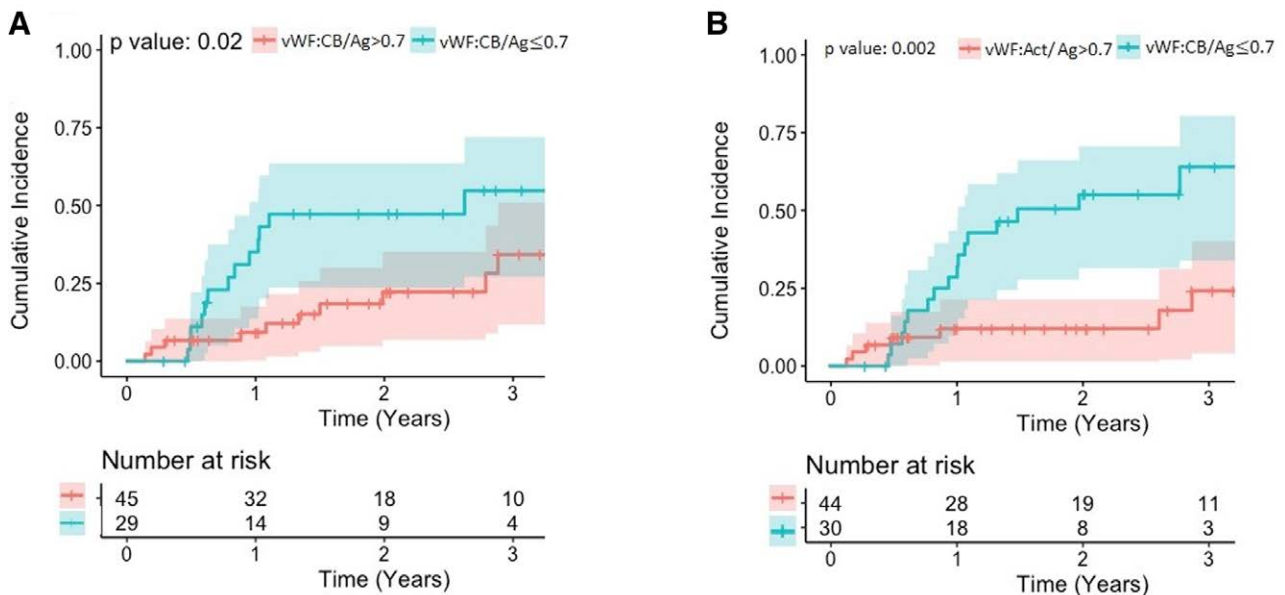 A
p value: 0.02 vWF:CB/Ag>0.7 vWF:CB/Ag≤0.7
1.00
0.75
0.50
0.25
0.00
Cumulative Incidence
0 1 2 3
Time (Years)
Number at risk
45 32 18 10
29 14 9 4
0 1 2 3
Time (Years)
B
p value: 0.002 vWF:Act/ Ag>0.7 vWF:CB/Ag≤0.7
1.00
0.75
0.50
0.25
0.00
Cumulative Incidence
0 1 2 3
Time (Years)
Number at risk
44 28 19 11
30 18 8 3
0 1 2 3
Time (Years)